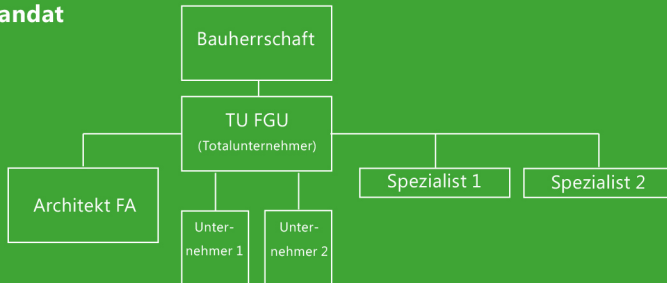 andat
Bauherrschaft
TU FGU
(Totalunternehmer)
Architekt FA
Spezialist 1
Spezialist 2
Unter-
nehmer 1
Unter-
nehmer 2